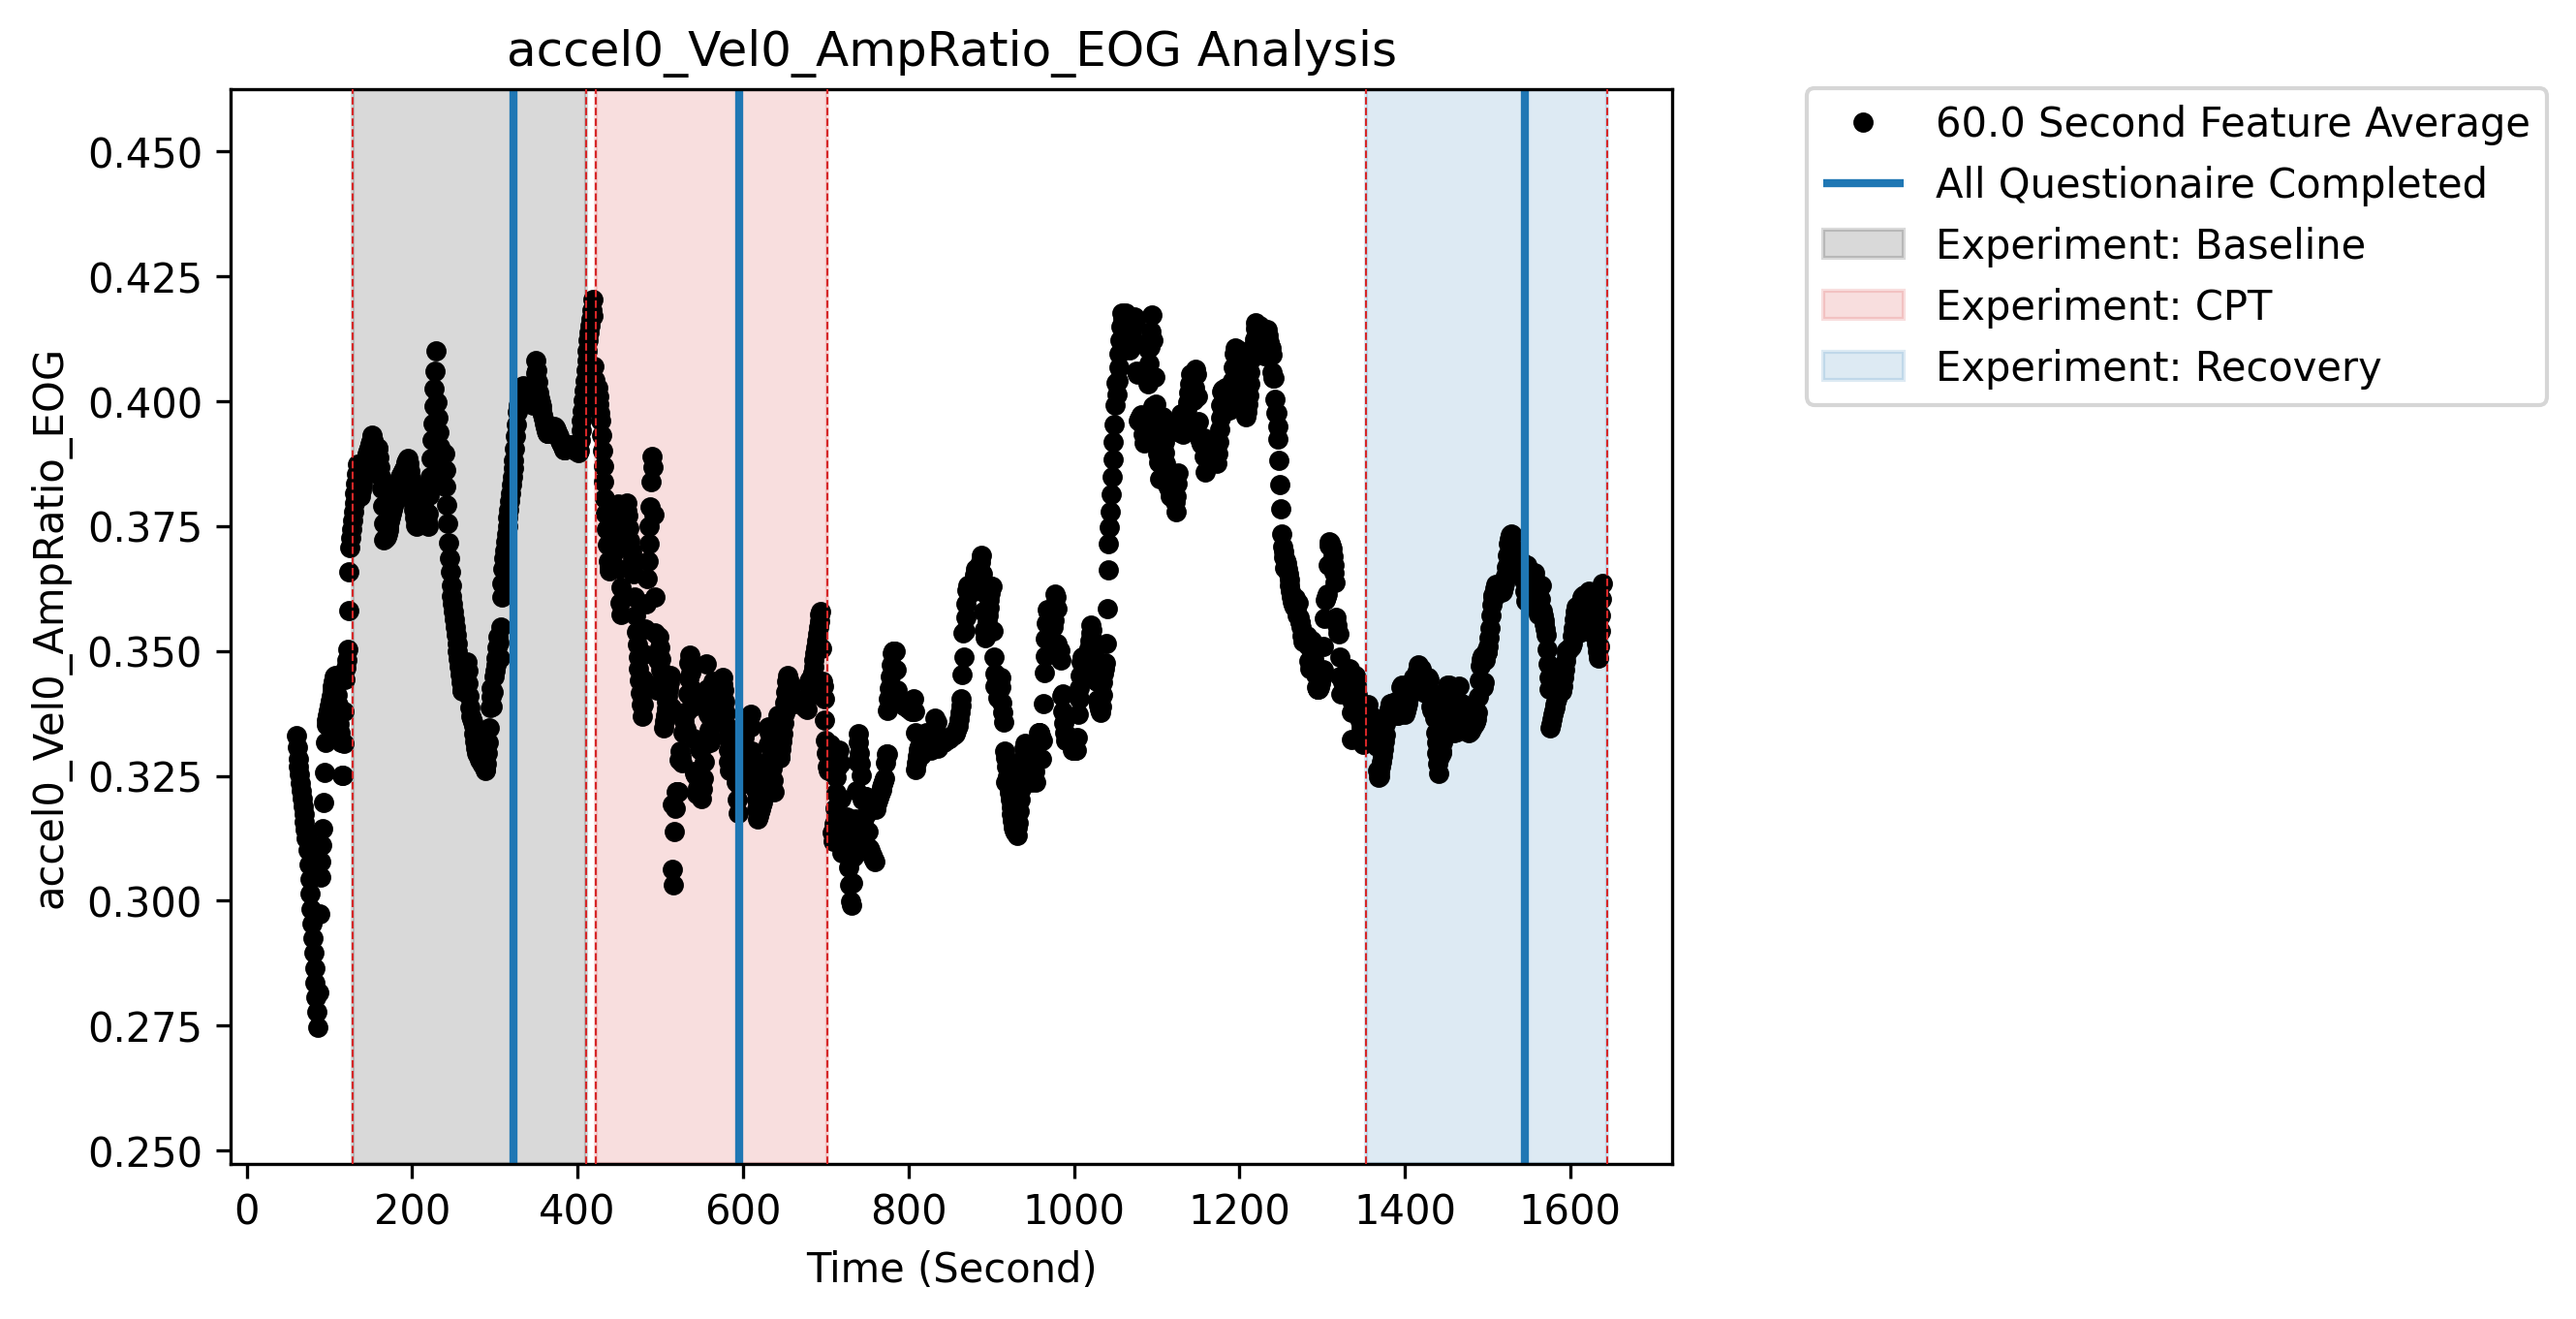 accel0_Vel0_AmpRatio_EOG Analysis
accel0_Vel0_AmpRatio_EOG
0.450
0.425
0.400
0.375
0.350
0.325
0.300
0.275
0.250
0 200 400 600 800 1000 1200 1400 1600
Time (Second)
60.0 Second Feature Average
All Questionaire Completed
Experiment: Baseline
Experiment: CPT
Experiment: Recovery